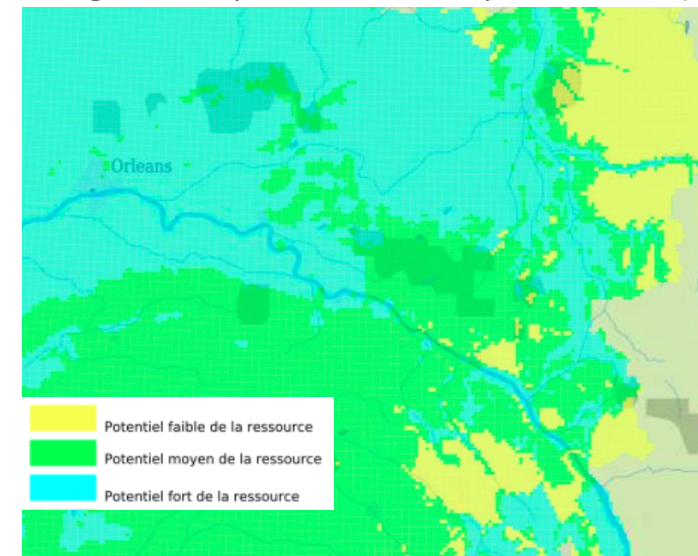 Orleans
Potentiel faible de la ressource
Potentiel moyen de la ressource
Potentiel fort de la ressource